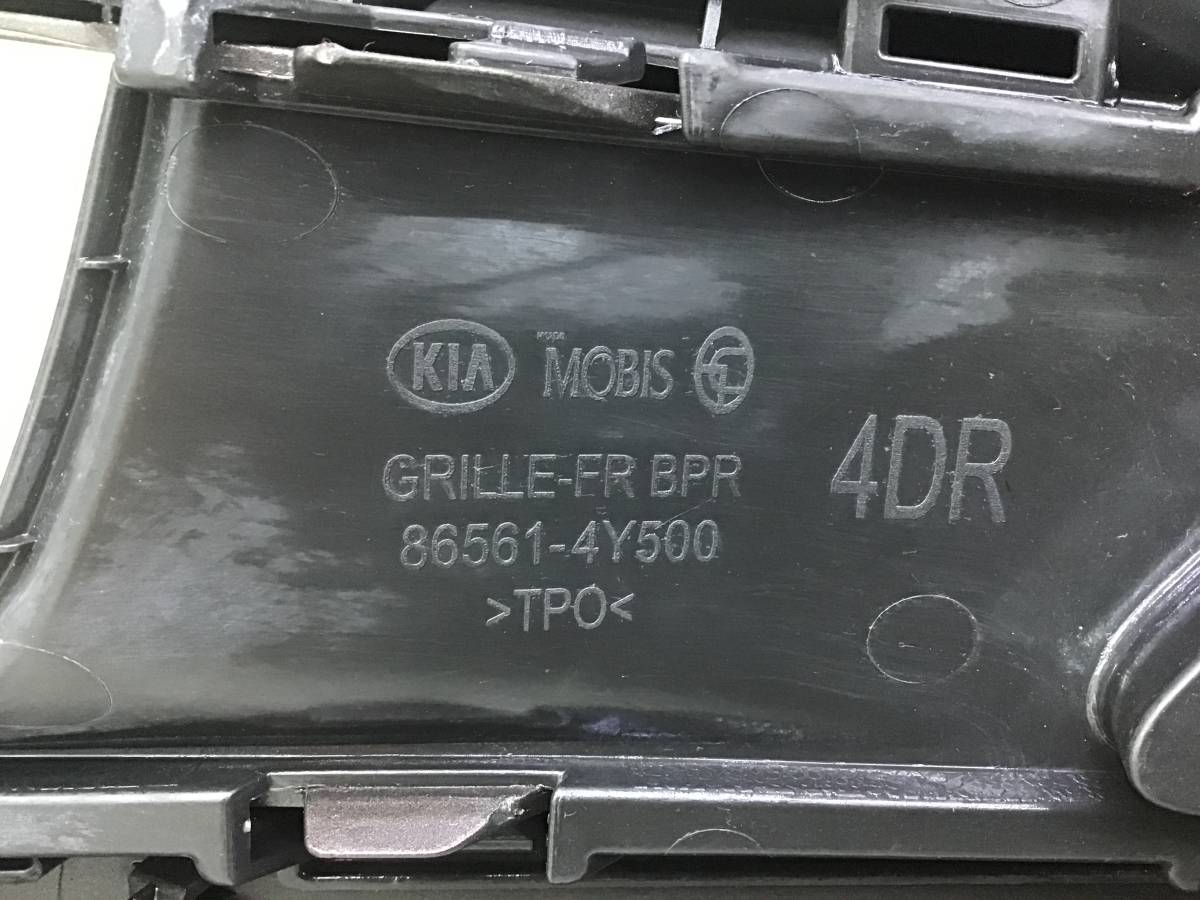 KIA MOBIS
GRILLE-FR BPR
86561-4Y500
>TPO<
4DR